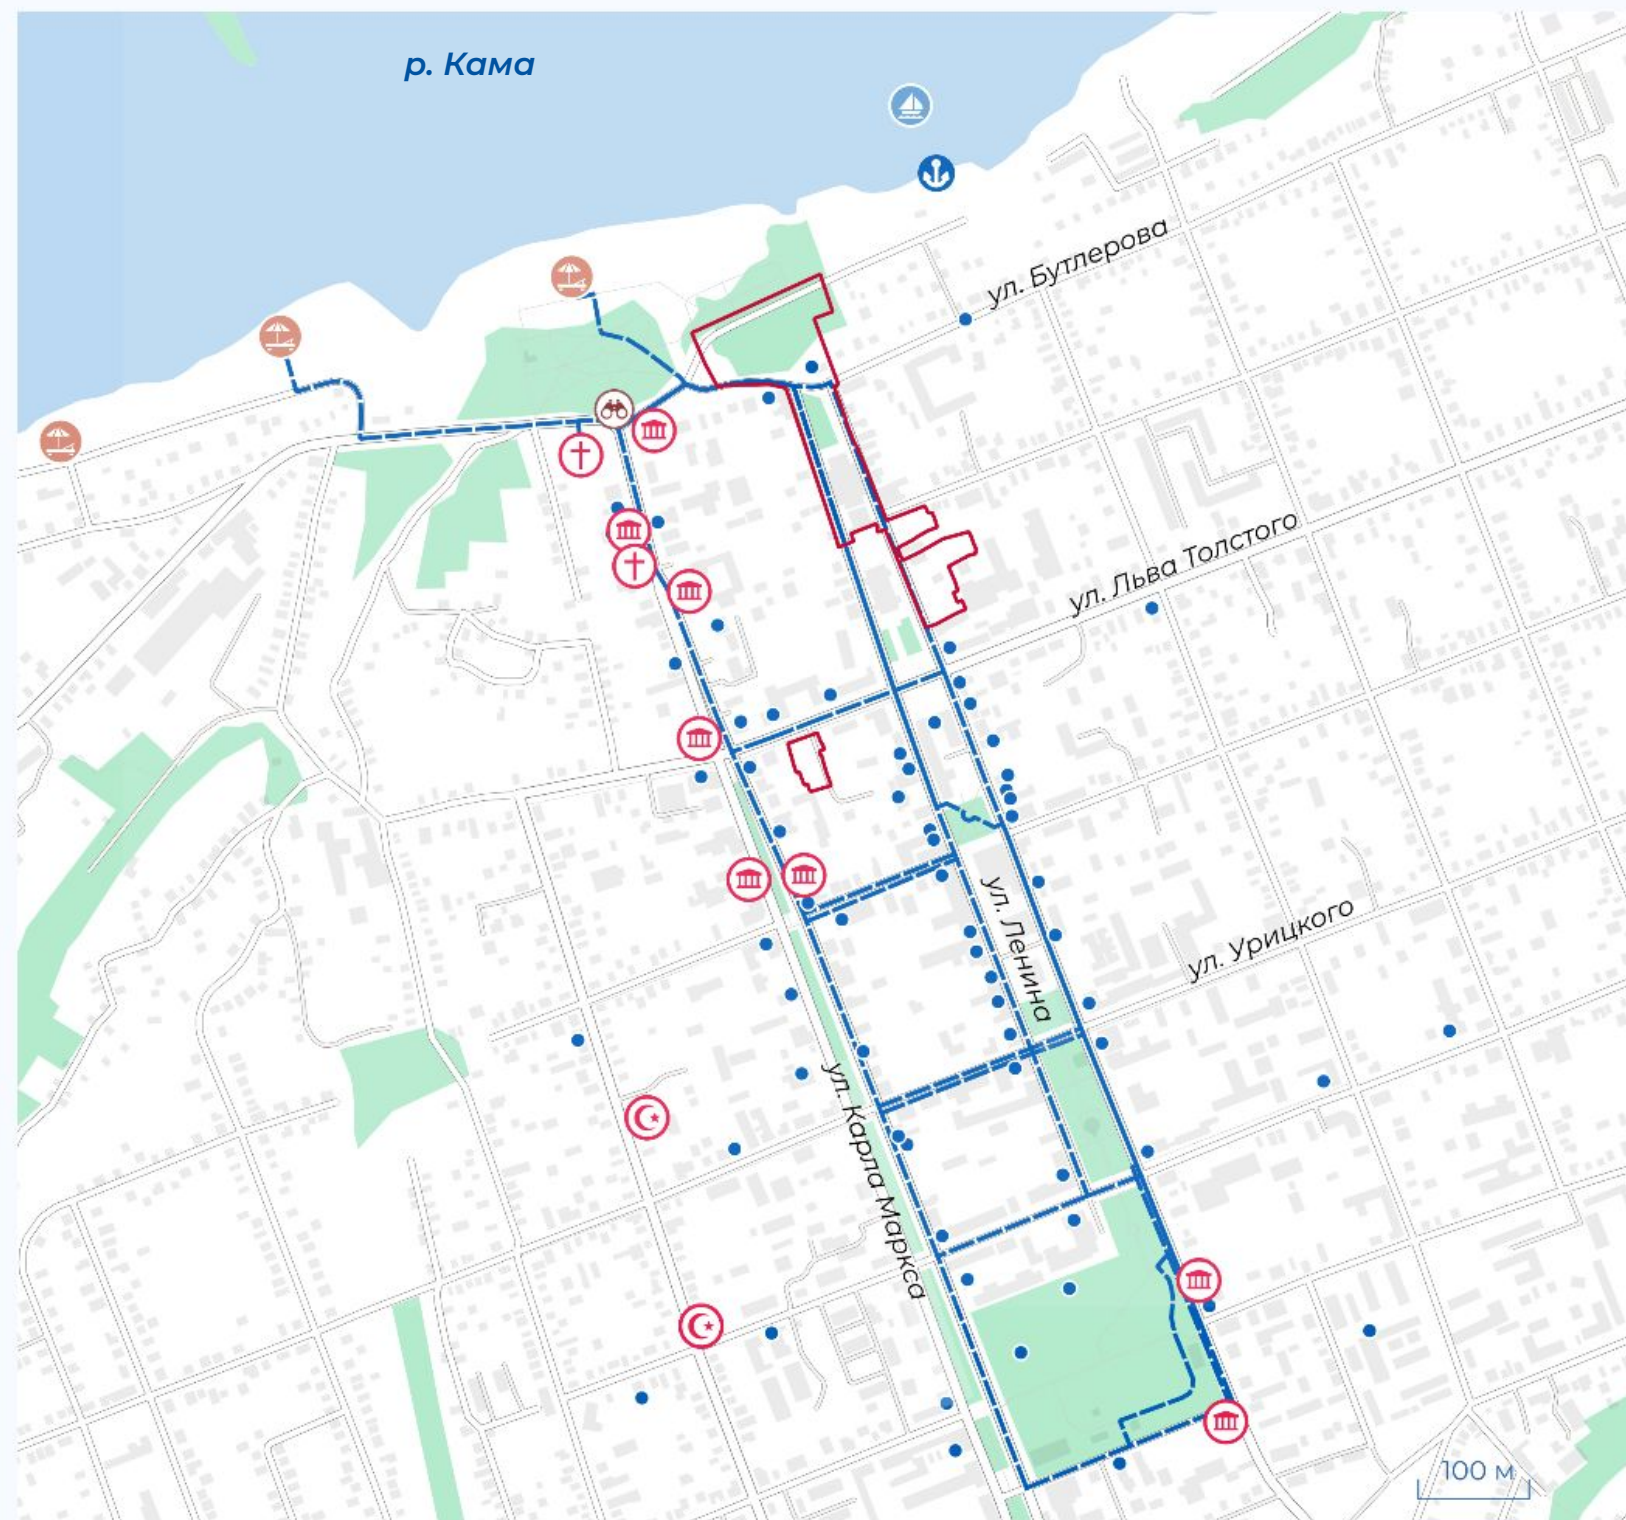 р. Кама
ул. Бутлерова
ул. Льва Толстого
ул. Ленина
ул. Урицкого
ул. Карла Маркса
100 м